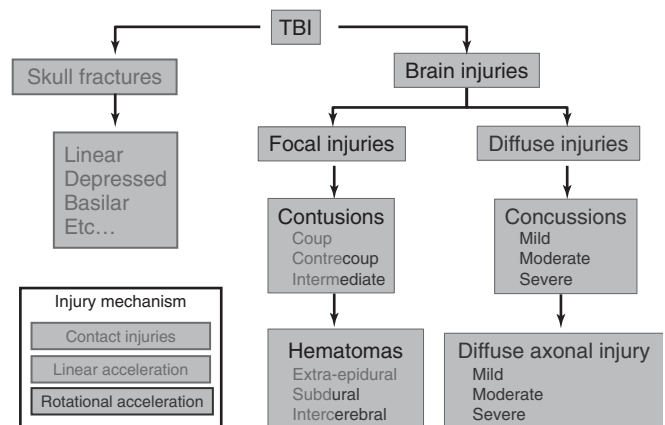 TBI
Skull fractures
Brain injuries
Linear
Depressed
Basilar
Etc…
Focal injuries
Diffuse injuries
Contusions
Coup
Contrecoup
Intermediate
Concussions
Mild
Moderate
Severe
Injury mechanism
Contact injuries
Linear acceleration
Rotational acceleration
Hematomas
Extra-epidural
Subdural
Intercerebral
Diffuse axonal injury
Mild
Moderate
Severe